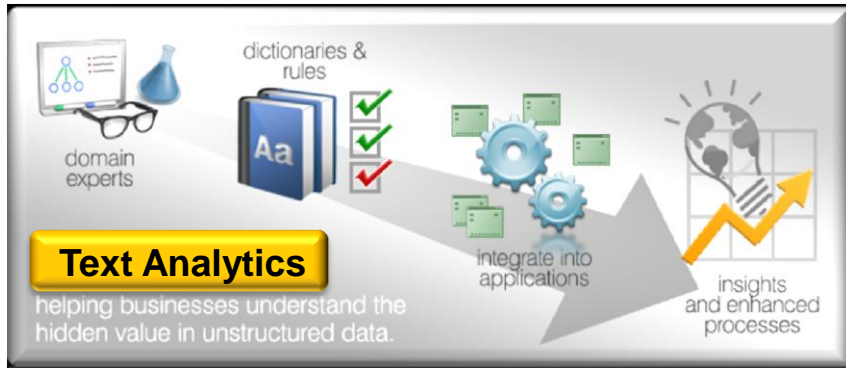 domain
experts
dictionaries &
rules
Aa
integrate into
applications
insights
and enhanced
processes
Text Analytics
helping businesses understand the
hidden value in unstructured data.